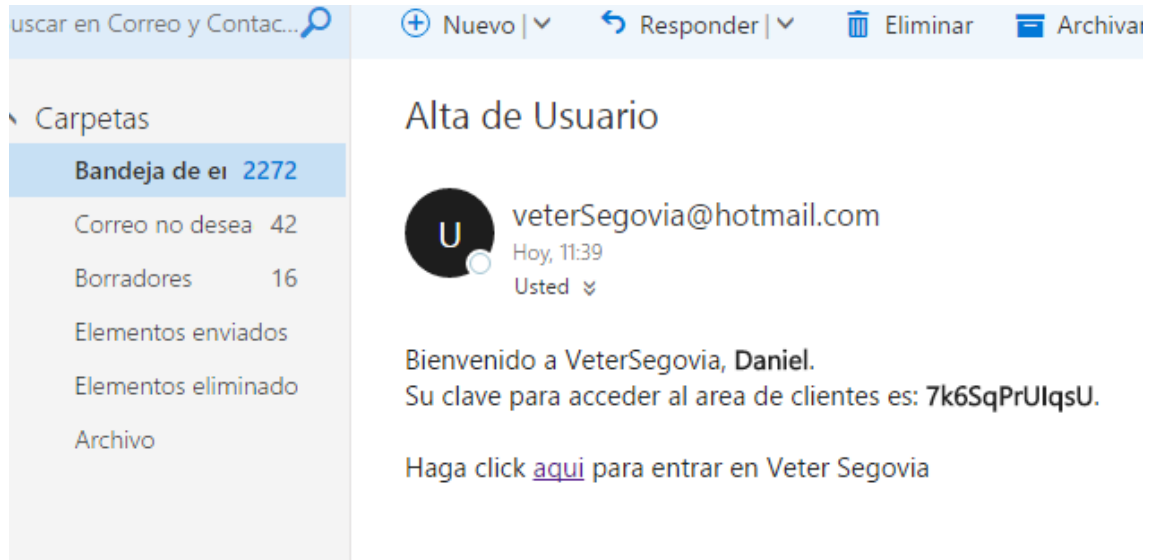 uscar en Correo y Contac...
Nuevo | Responder | Eliminar Archivar
Carpetas
Bandeja de ei 2272
Correo no desea 42
Borradores 16
Elementos enviados
Elementos eliminado
Archivo
Alta de Usuario
U
veterSegovia@hotmail.com
Hoy, 11:39
Usted
Bienvenido a VeterSegovia, Daniel.
Su clave para acceder al area de clientes es: 7k6SqPrUIqsU.
Haga click aqui para entrar en Veter Segovia